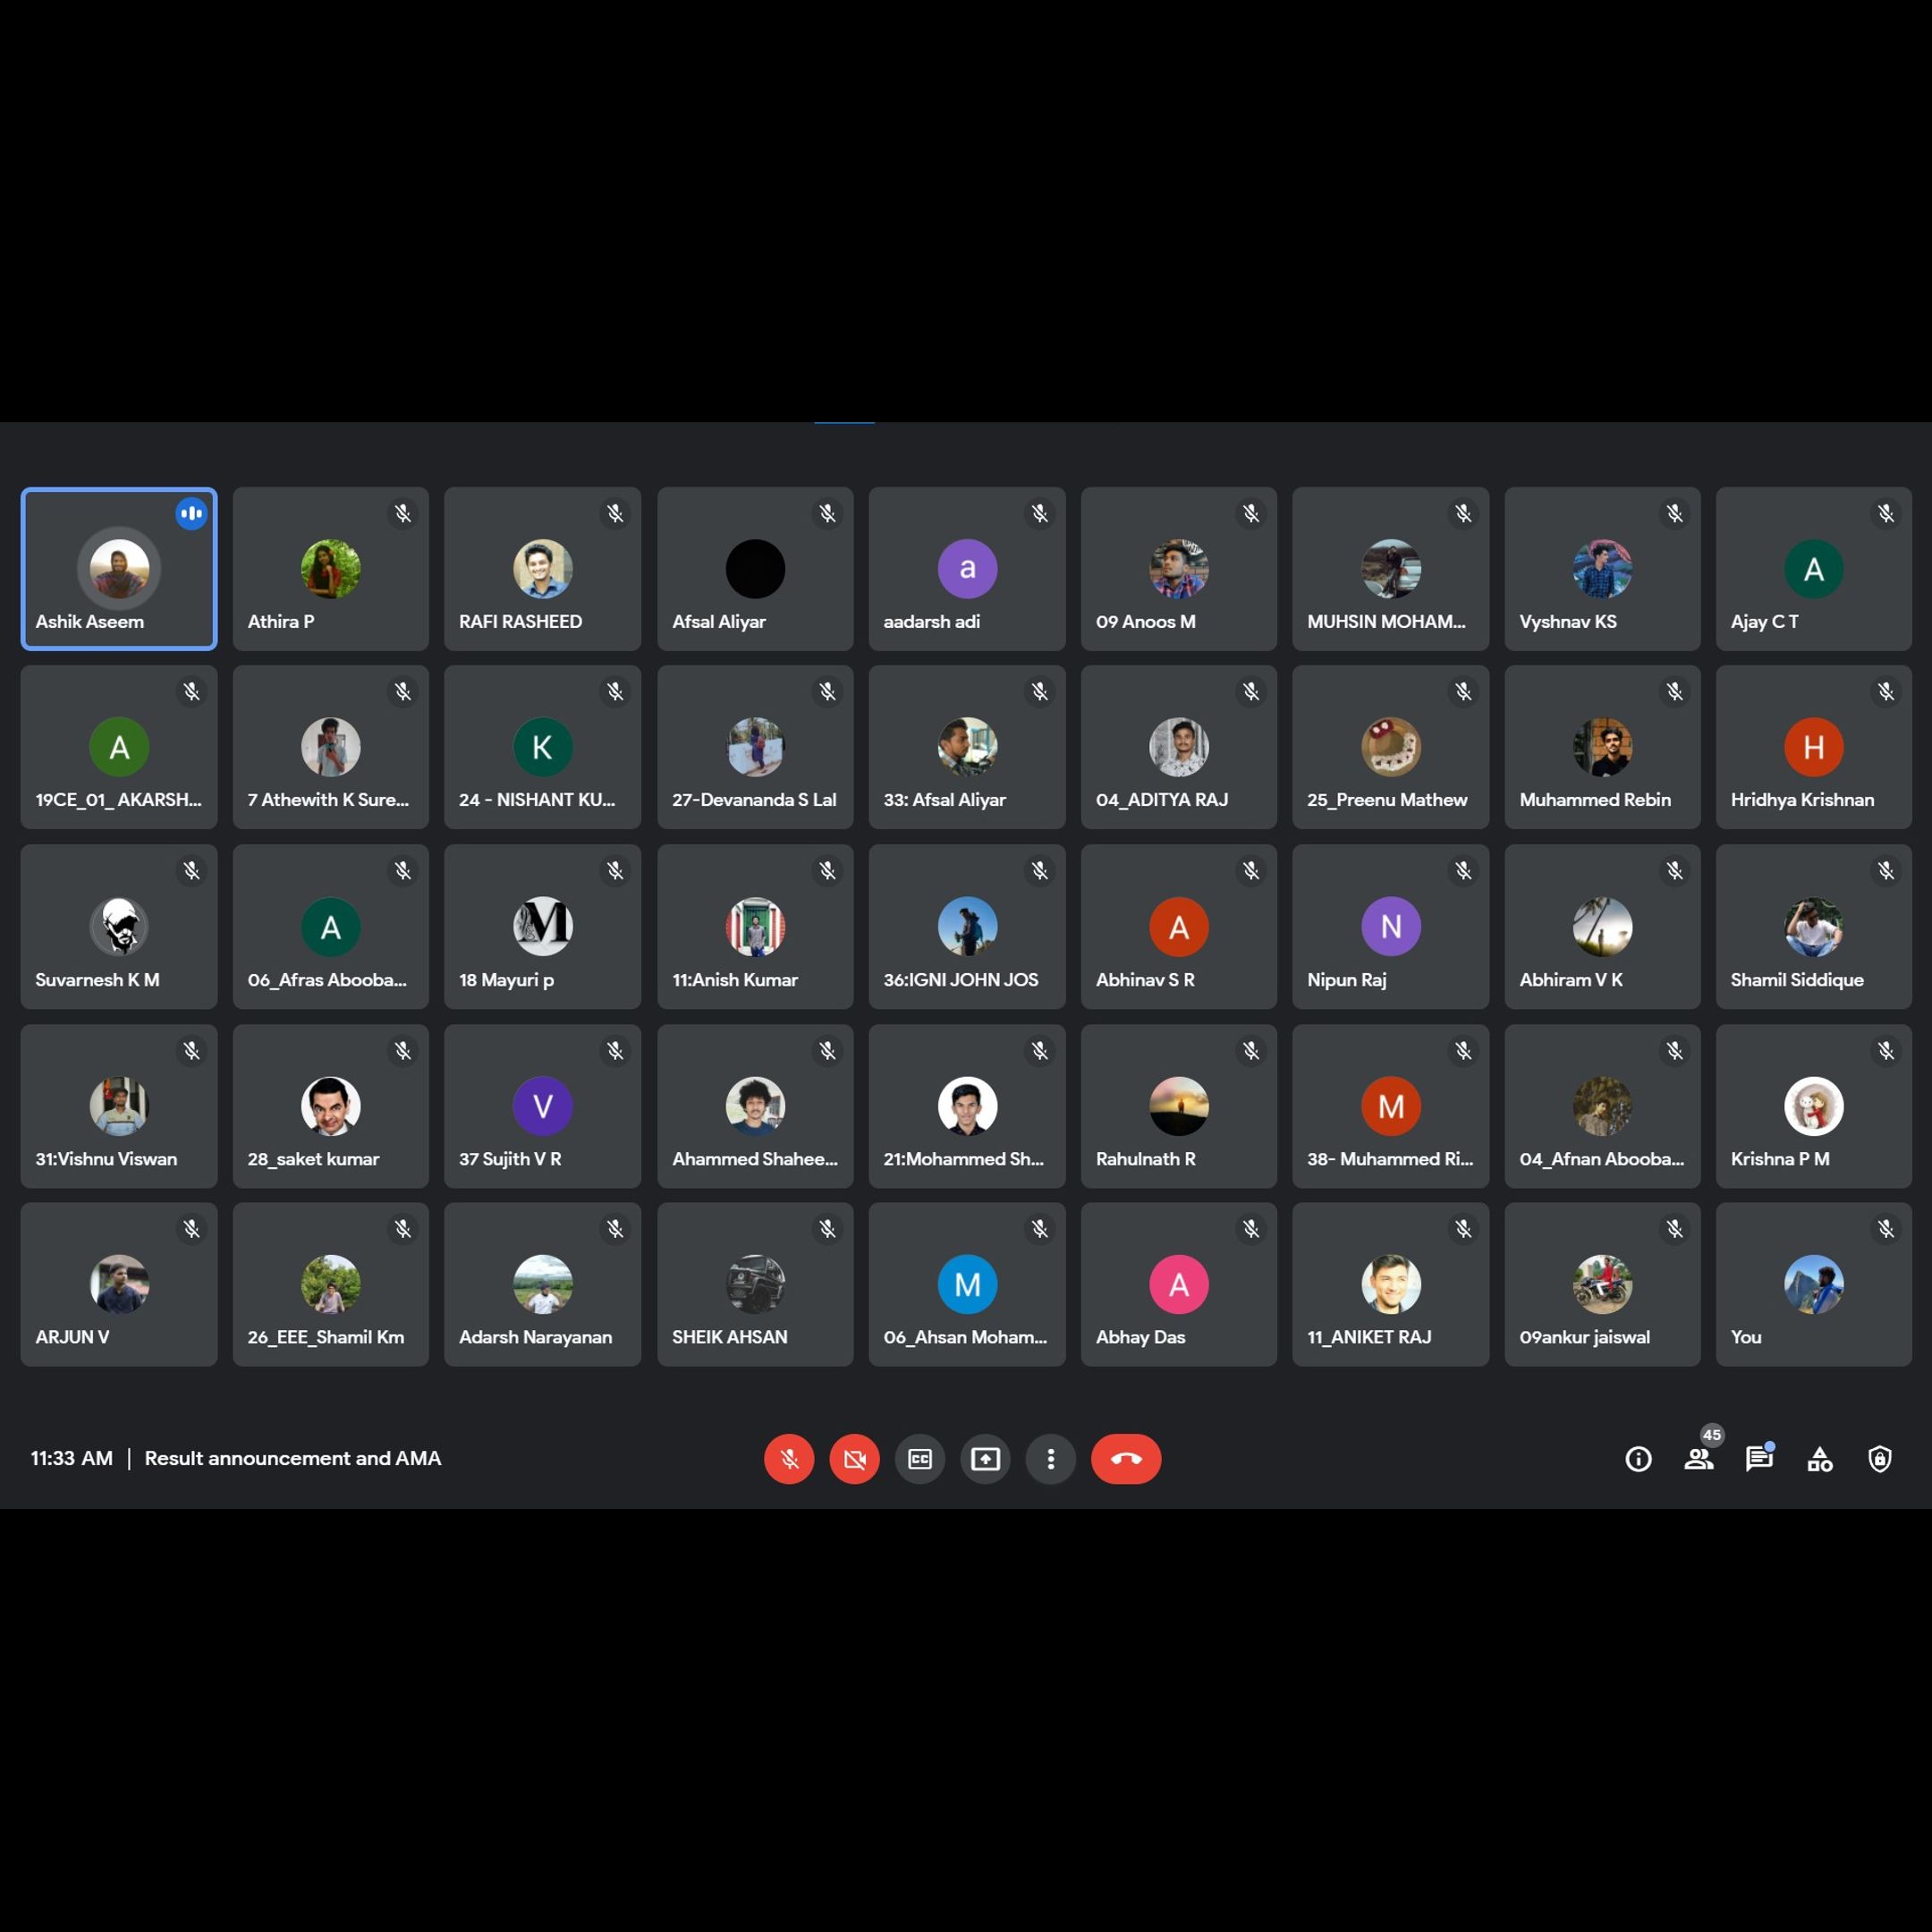 Ashik Aseem
Athira P
RAFI RASHEED
Afsal Aliyar
a
aadarsh adi
09 Anoos M
MUHSIN MOHAM...
Vyshnav KS
A
Ajay C T
A
19CE_01_ AKARSH...
7 Athewith K Sure...
K
24 - NISHANT KU...
27-Devananda S Lal
33: Afsal Aliyar
04_ADITYA RAJ
25_Preenu Mathew
Muhammed Rebin
H
Hridhya Krishnan
Suvarnesh K M
A
06_Afras Abooba...
M
18 Mayuri p
11:Anish Kumar
36:IGNI JOHN JOS
A
Abhinav S R
N
Nipun Raj
Abhiram V K
Shamil Siddique
31:Vishnu Viswan
28_saket kumar
V
37 Sujith V R
Ahammed Shahee...
21:Mohammed Sh...
Rahulnath R
M
38- Muhammed Ri...
04_Afnan Abooba...
Krishna P M
ARJUN V
26_EEE_Shamil Km
Adarsh Narayanan
SHEIK AHSAN
M
06_Ahsan Moham...
A
Abhay Das
11_ANIKET RAJ
09ankur jaiswal
You
11:33 AM | Result announcement and AMA
CC
45